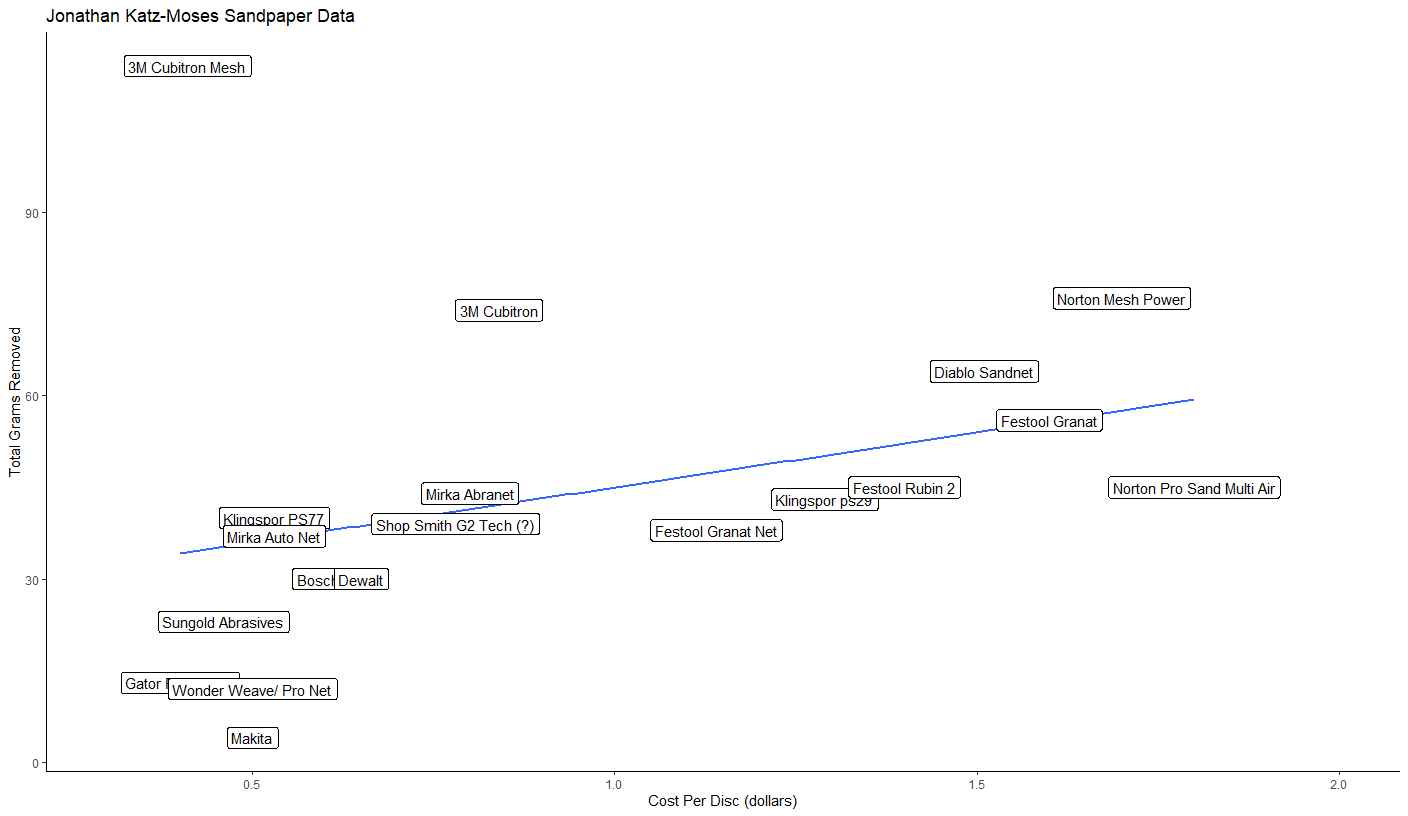 Jonathan Katz-Moses Sandpaper Data
3M Cubitron Mesh
90
Norton Mesh Power
3M Cubitron
Diablo Sandnet
Total Grams Removed
60
Festool Granat
Festool Rubin 2
Norton Pro Sand Multi Air
Mirka Abranet
Klingspor ps29
Klingspor PS77
Shop Smith G2 Tech (?)
Festool Granat Net
Mirka Auto Net
30
Dewalt
Sungold Abrasives
Gator
Wonder Weave/ Pro Net
Makita
0
0.5
1.0
1.5
2.0
Cost Per Disc (dollars)